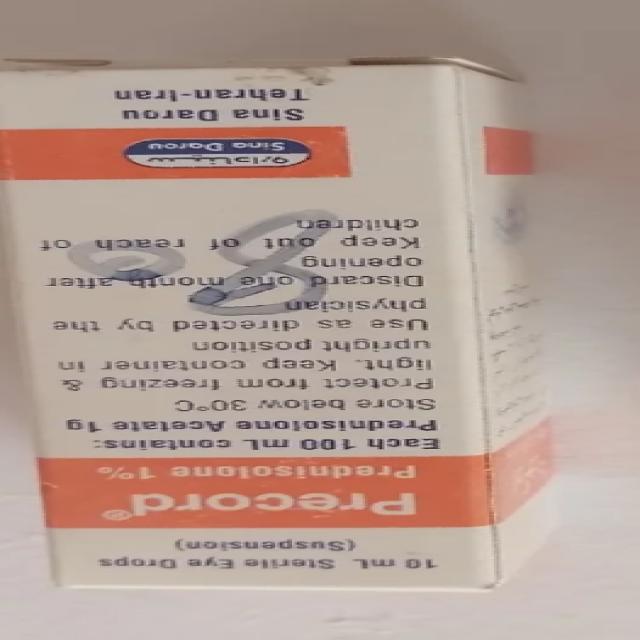 10 mL Sterile Eye Drops
(Suspension)
Precord®
Prednisolone 1%
Each 100 mL contains:
Prednisolone Acetate 1g
Store below 30°C
Protect from freezing &
light. Keep container in
upright position
Use as directed by the
physician
Discard one month after
opening
Keep out of reach of
children
سینادارو
Sina Darou
Sina Darou
Tehran-Iran